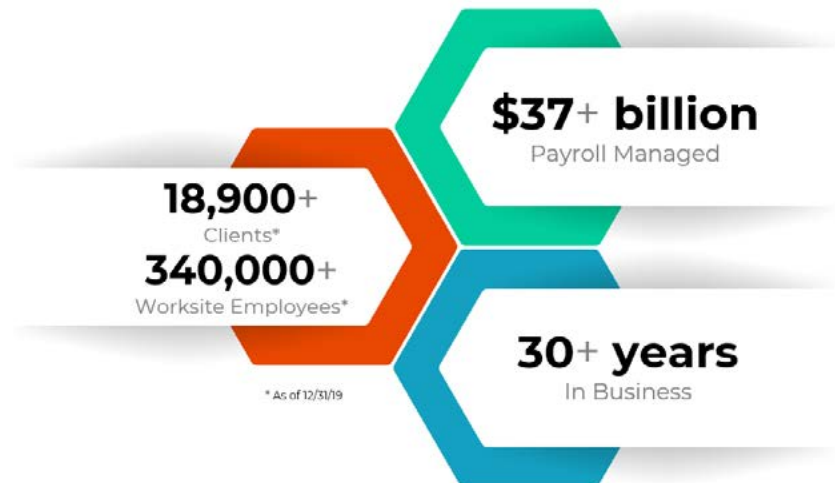 $37+ billion
Payroll Managed
18,900+
Clients*
340,000+
Worksite Employees*
30+ years
In Business
* As of 12/31/19